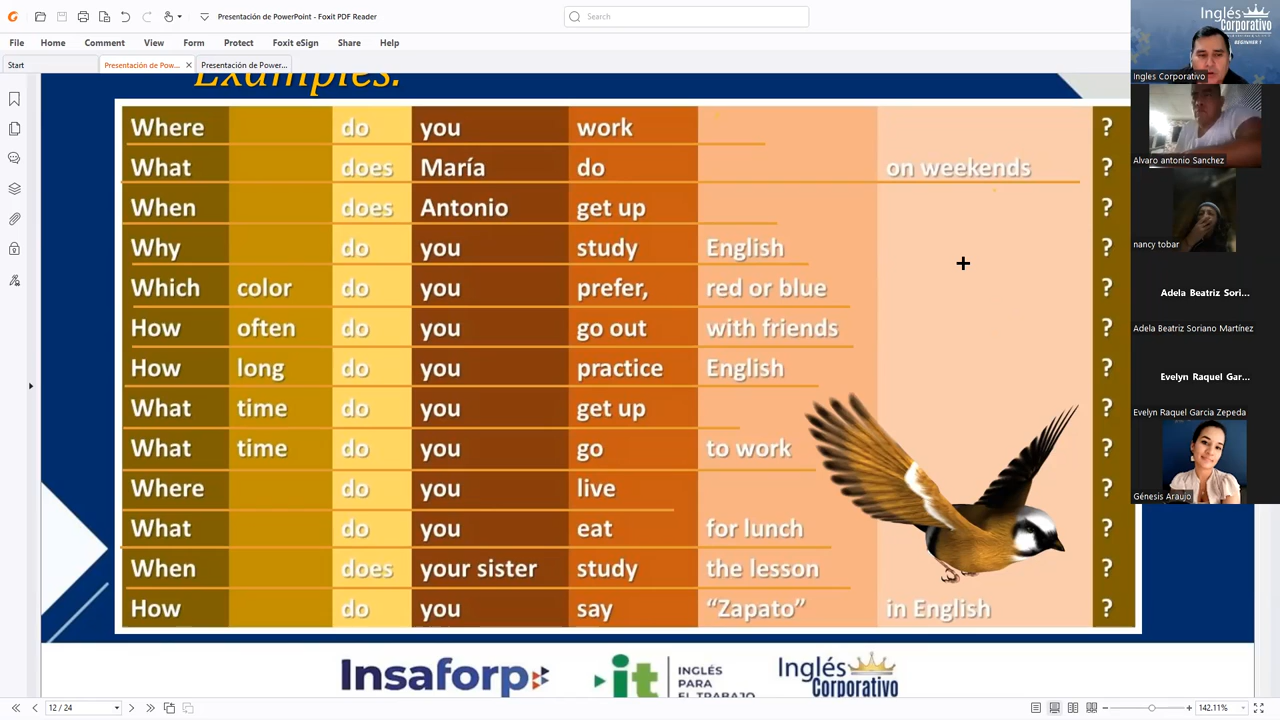 Presentación de PowerPoint - Foxit PDF Reader
Search
File Home Comment View Form Protect Foxit eSign Share Help
Start Presentación de Pow... Presentación de Power...
Examples:
Where do you work ?
What does María do on weekends ?
When does Antonio get up ?
Why do you study English ?
Which color do you prefer, red or blue ?
How often do you go out with friends ?
How long do you practice English ?
What time do you get up ?
What time do you go to work ?
Where do you live ?
What do you eat for lunch ?
When does your sister study the lesson ?
How do you say “Zapato” in English ?
Insaforp
it
INGLÉS
PARA
EL TRABAJO
Inglés
Corporativo
Inglés
Corporativo
BEGINNER 1
Ingles Corporativo
Alvaro antonio Sanchez
nancy tobar
Adela Beatriz Sori...
Adela Beatriz Soriano Martínez
Evelyn Raquel Gar...
Evelyn Raquel Garcia Zepeda
Génesis Araujo
12 / 24
142.11%